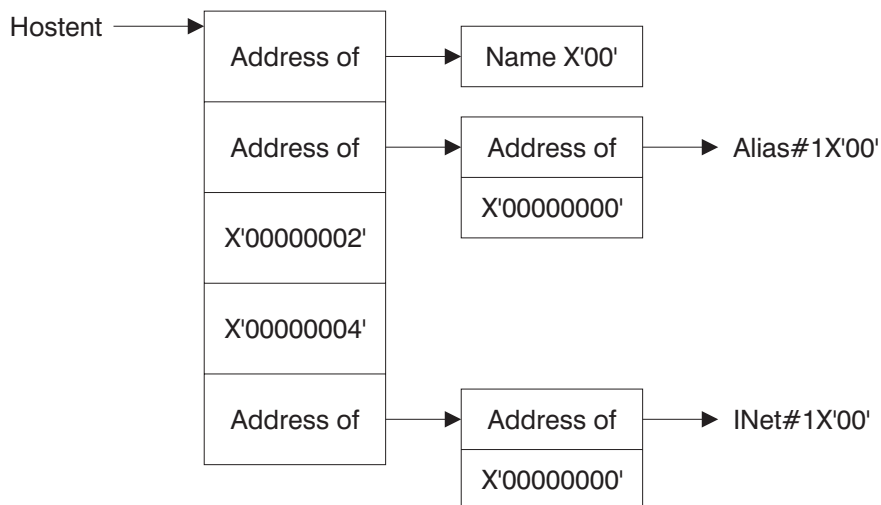 Hostent
Address of
Name X'00'
Address of
Address of
Alias#1X'00'
X'00000000'
X'00000002'
X'00000004'
Address of
Address of
INet#1X'00'
X'00000000'